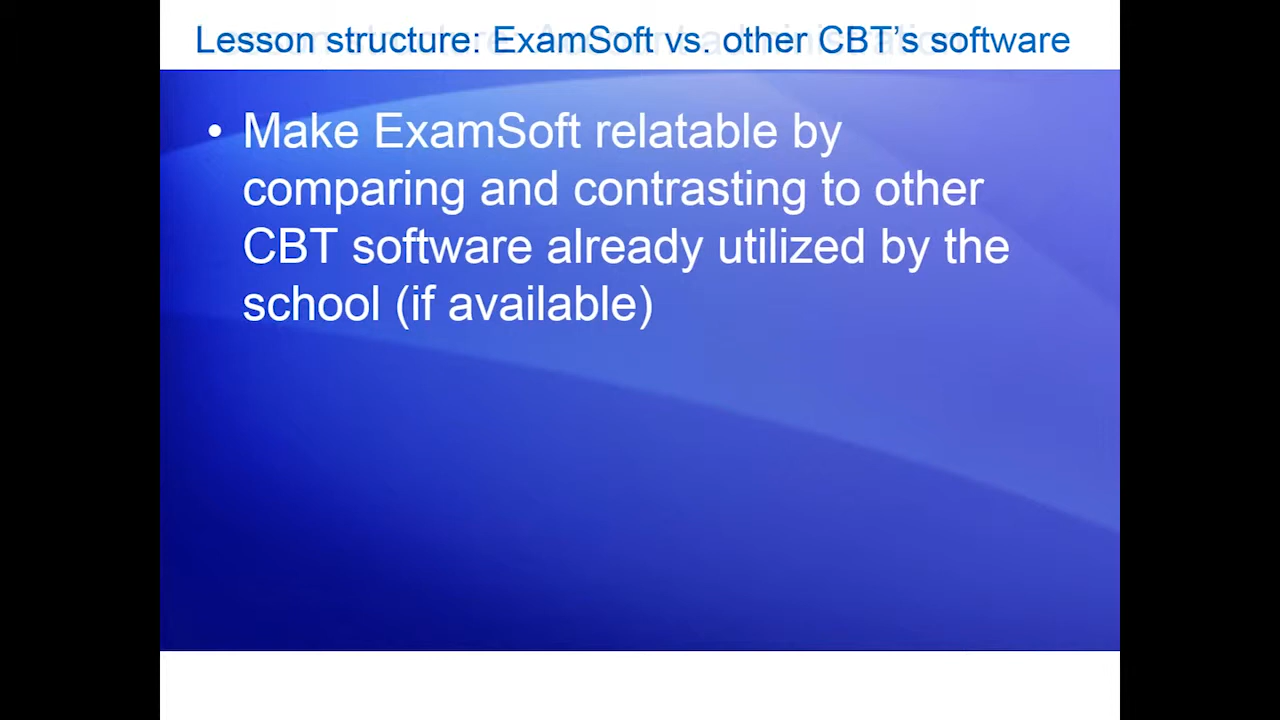 Lesson structure: ExamSoft vs. other CBT’s software
• Make ExamSoft relatable by
comparing and contrasting to other
CBT software already utilized by the
school (if available)